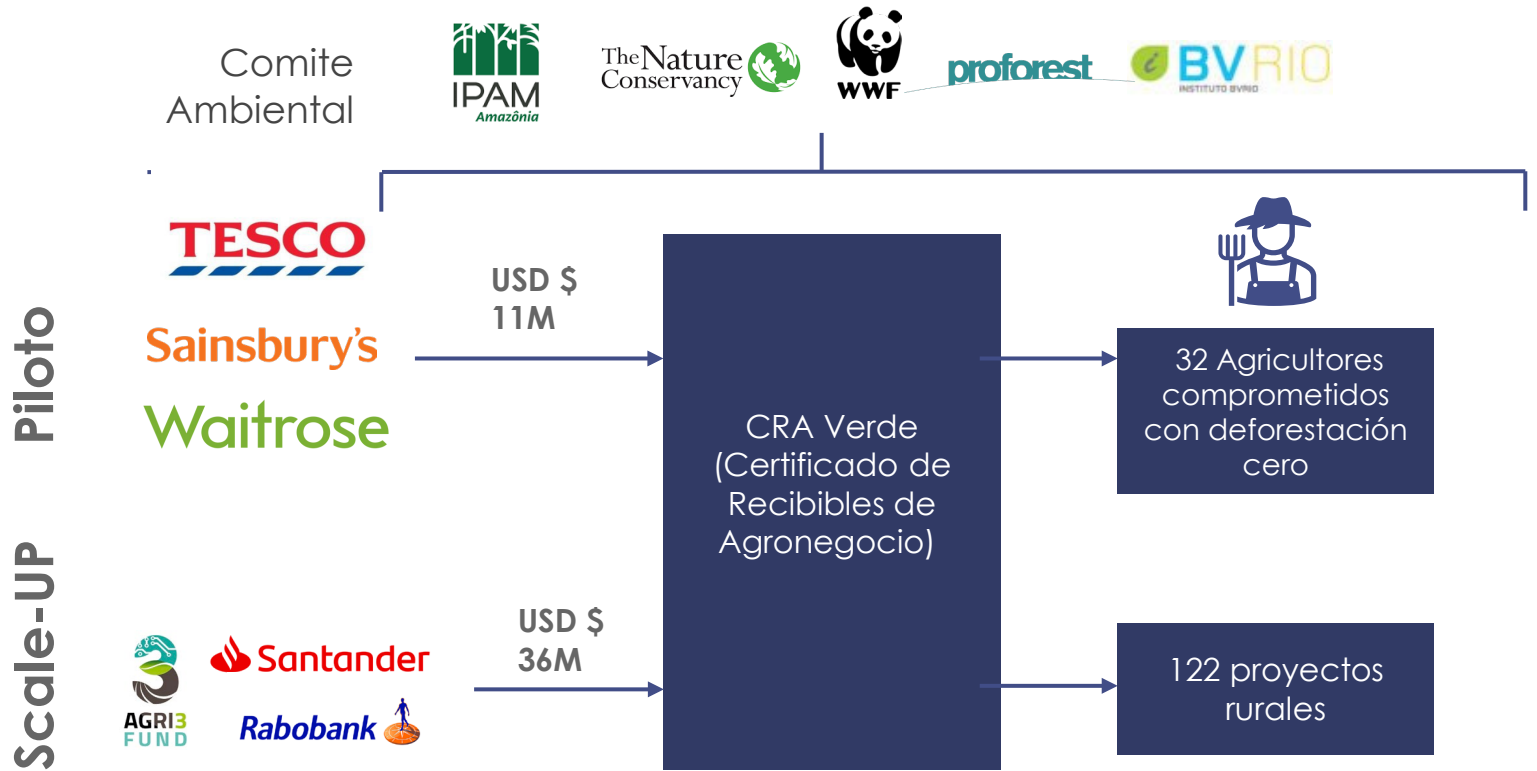 Comite
Ambiental
IPAM
Amazônia
The Nature
Conservancy
WWF
proforest
i BVRIO
INSTITUTO BVRIO
Piloto
TESCO
Sainsbury's
Waitrose
USD $
11M
CRA Verde
(Certificado de
Recibibles de
Agronegocio)
32 Agricultores
comprometidos
con deforestación
cero
Scale-UP
AGRI3
FUND
Santander
Rabobank
USD $
36M
122 proyectos
rurales